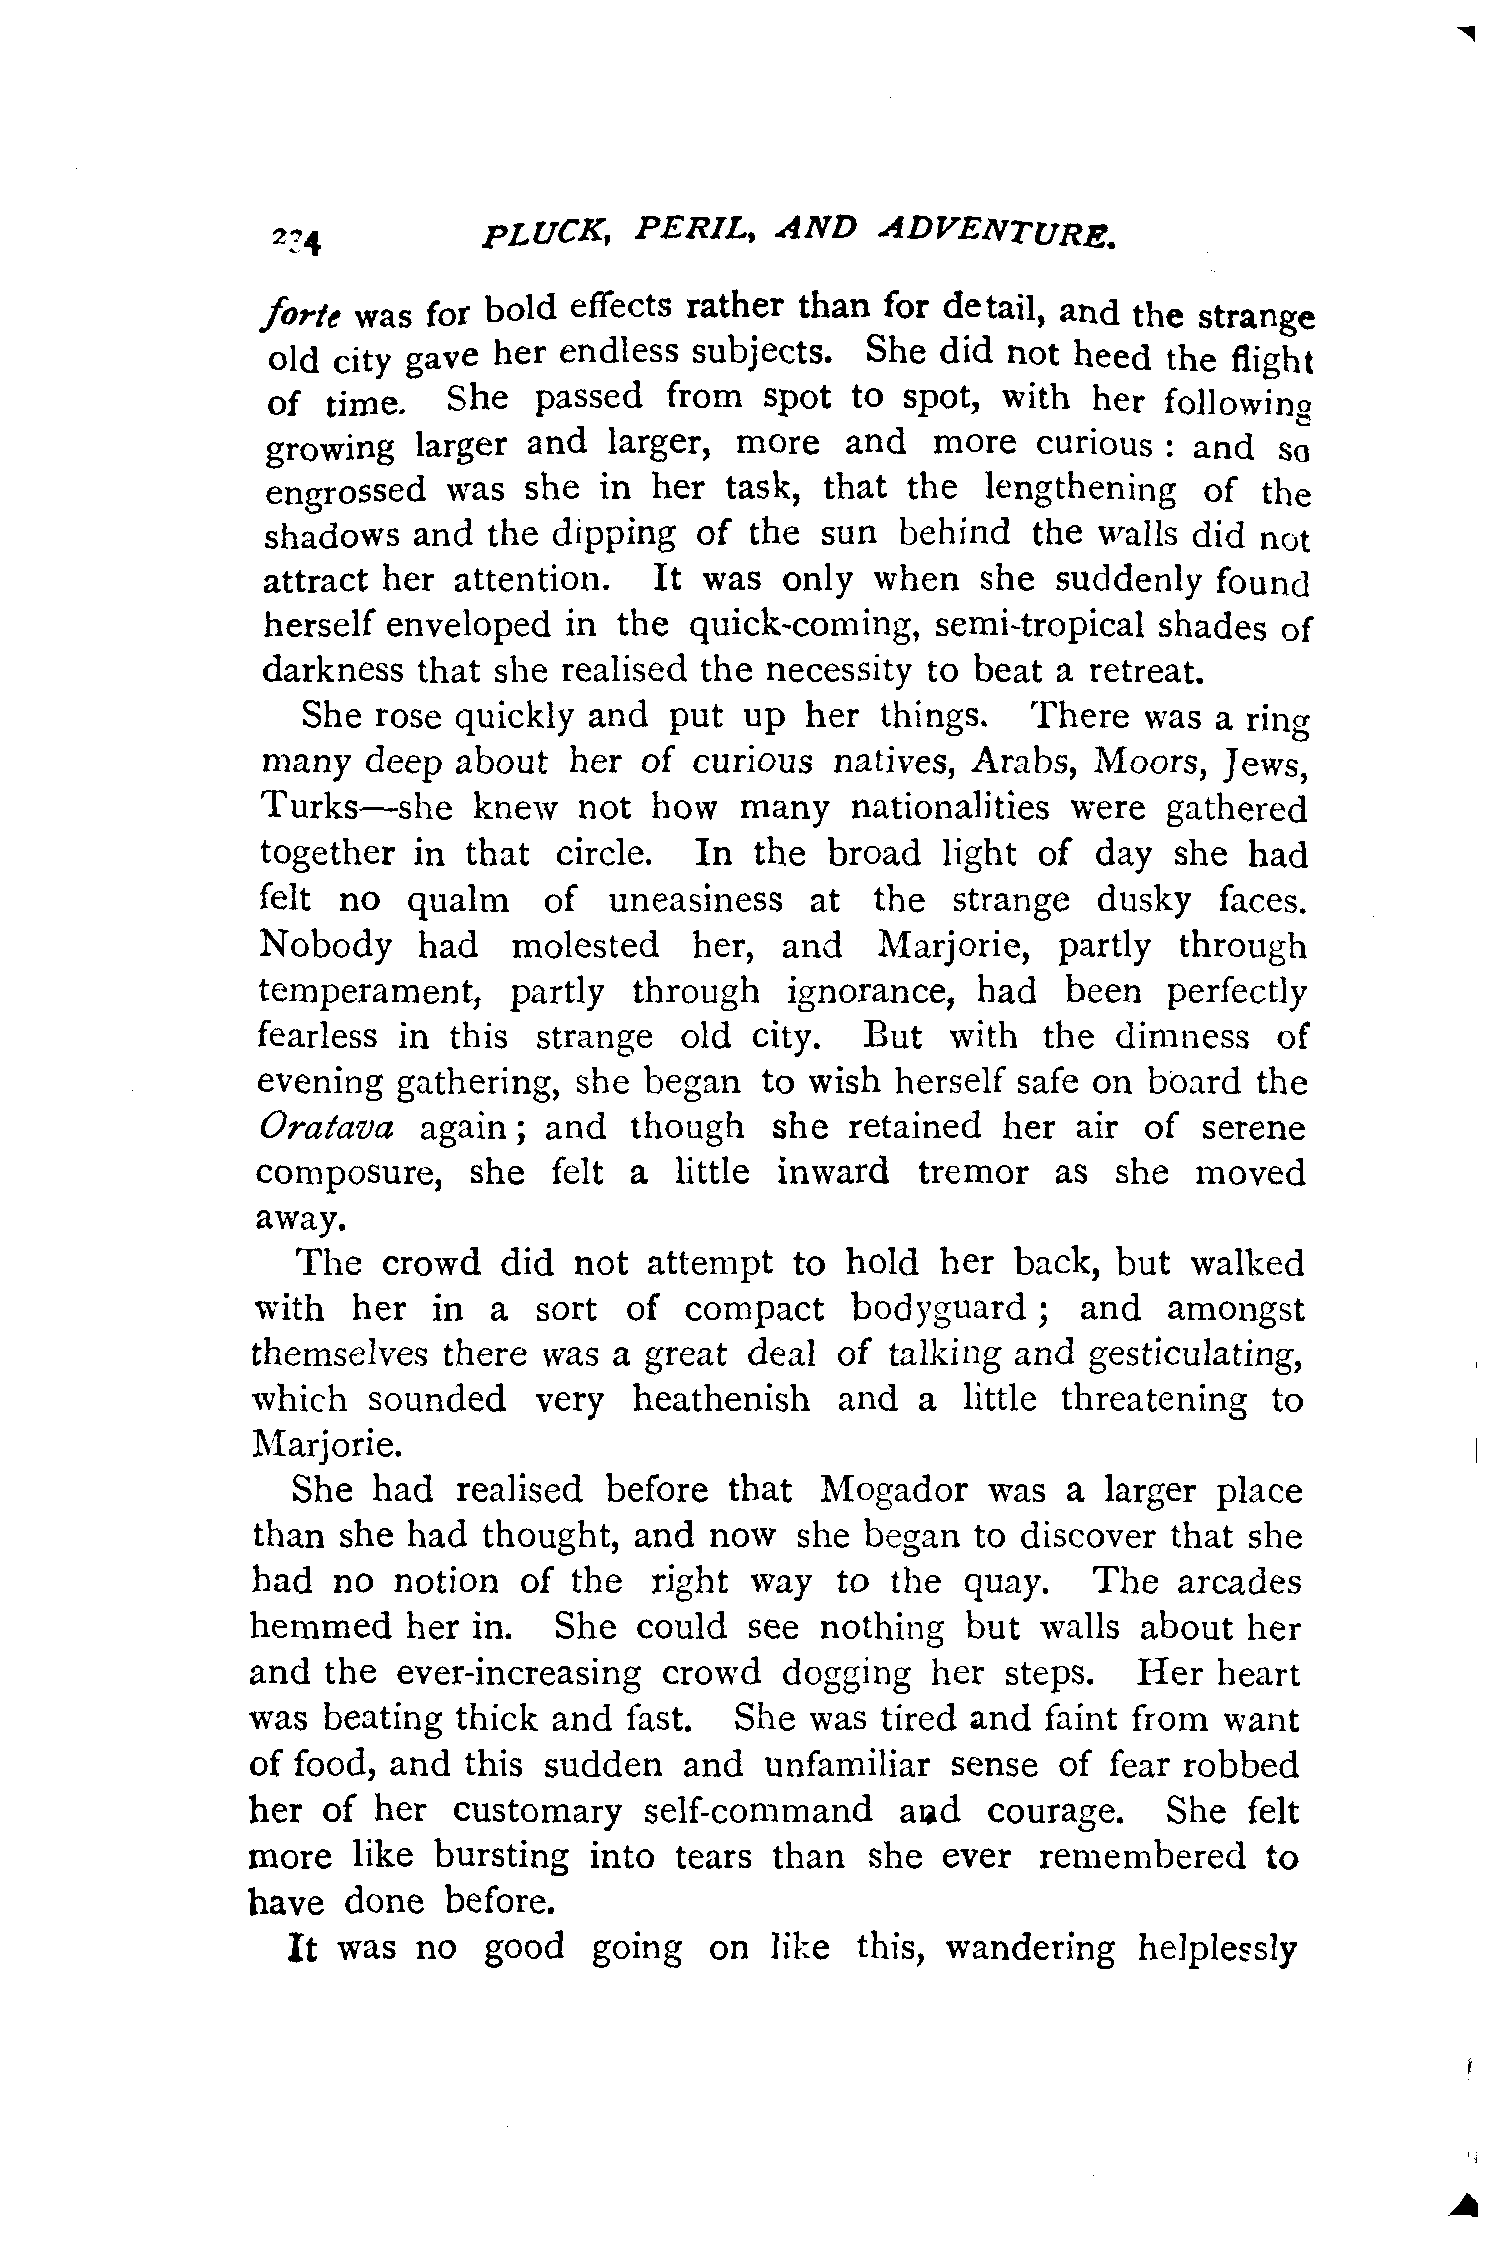 234 PLUCK, PERIL, AND ADVENTURE.
forte was for bold effects rather than for detail, and the strange
old city gave her endless subjects. She did not heed the flight
of time. She passed from spot to spot, with her following
growing larger and larger, more and more curious : and so
engrossed was she in her task, that the lengthening of the
shadows and the dipping of the sun behind the walls did not
attract her attention. It was only when she suddenly found
herself enveloped in the quick-coming, semi-tropical shades of
darkness that she realised the necessity to beat a retreat.
She rose quickly and put up her things. There was a ring
many deep about her of curious natives, Arabs, Moors, Jews,
Turks—she knew not how many nationalities were gathered
together in that circle. In the broad light of day she had
felt no qualm of uneasiness at the strange dusky faces.
Nobody had molested her, and Marjorie, partly through
temperament, partly through ignorance, had been perfectly
fearless in this strange old city. But with the dimness of
evening gathering, she began to wish herself safe on board the
Oratava again ; and though she retained her air of serene
composure, she felt a little inward tremor as she moved
away.
The crowd did not attempt to hold her back, but walked
with her in a sort of compact bodyguard ; and amongst
themselves there was a great deal of talking and gesticulating,
which sounded very heathenish and a little threatening to
Marjorie.
She had realised before that Mogador was a larger place
than she had thought, and now she began to discover that she
had no notion of the right way to the quay. The arcades
hemmed her in. She could see nothing but walls about her
and the ever-increasing crowd dogging her steps. Her heart
was beating thick and fast. She was tired and faint from want
of food, and this sudden and unfamiliar sense of fear robbed
her of her customary self-command and courage. She felt
more like bursting into tears than she ever remembered to
have done before.
It was no good going on like this, wandering helplessly